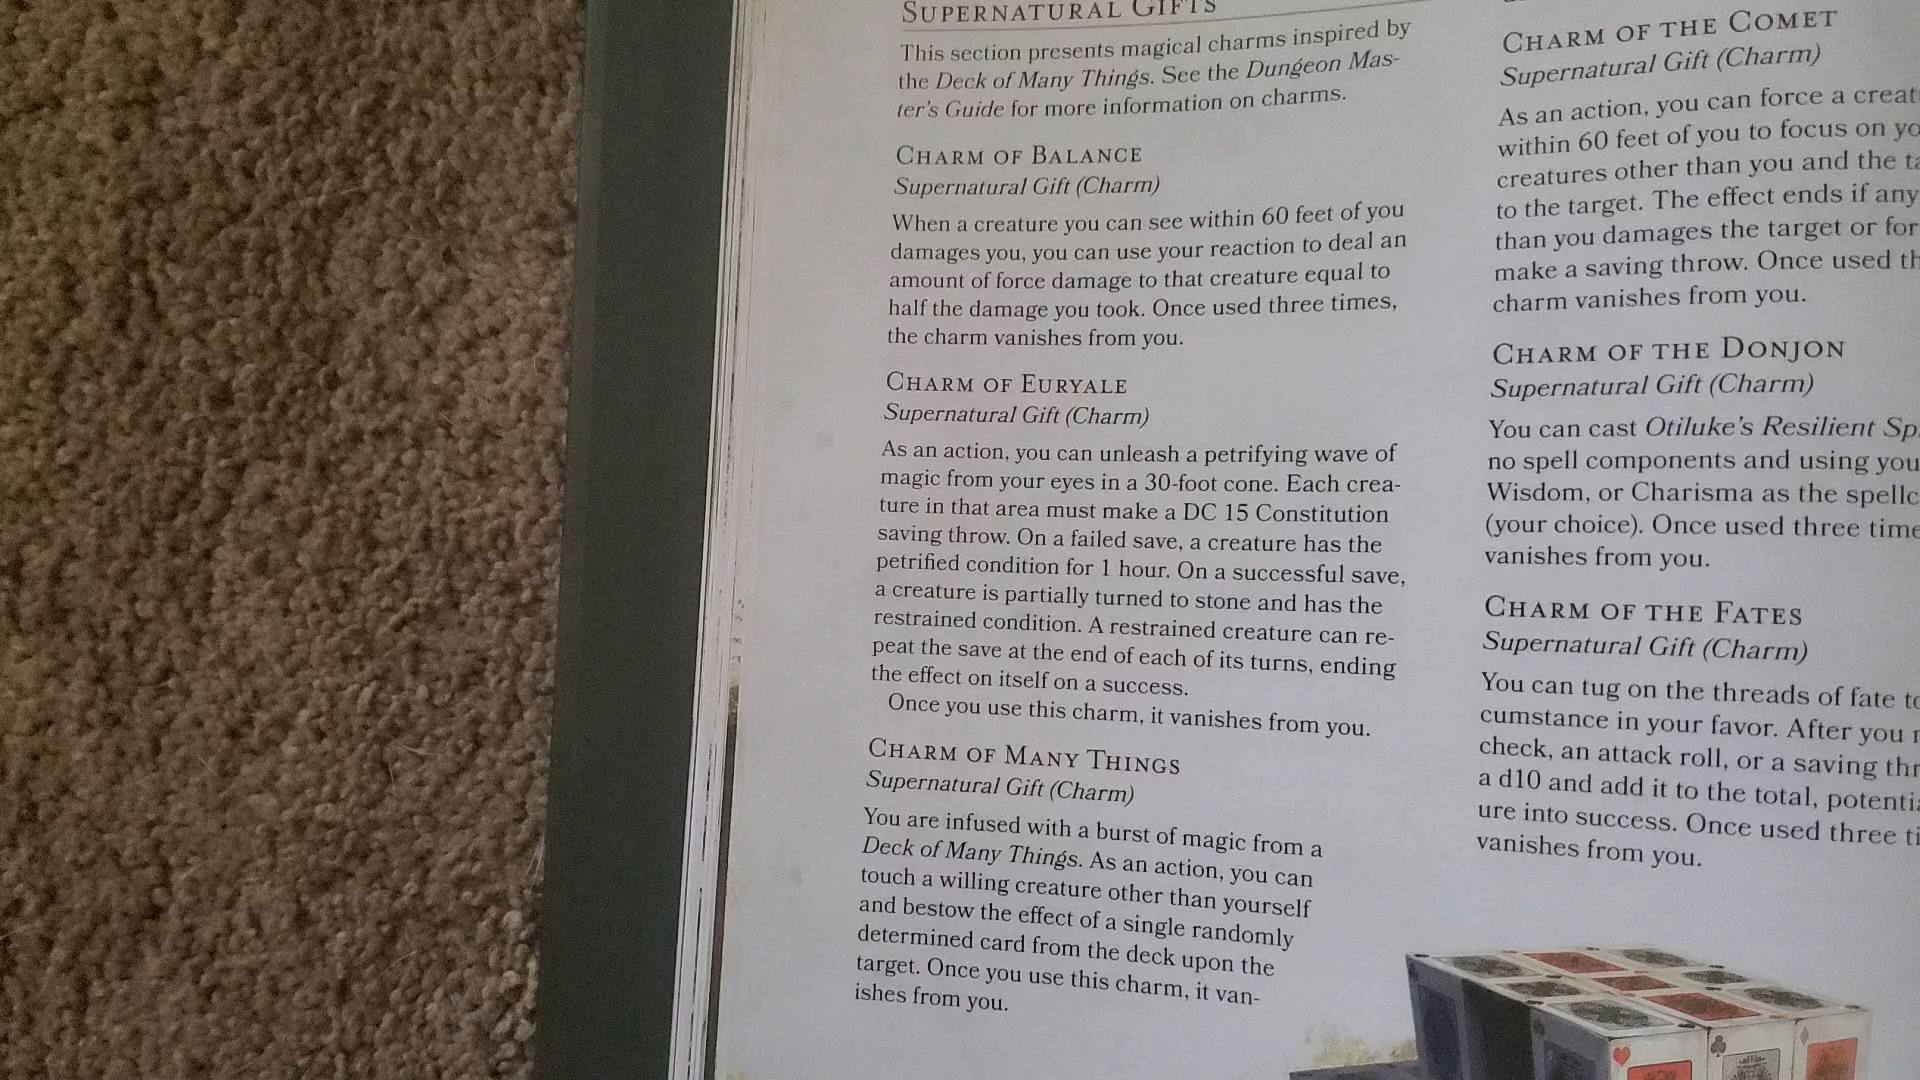 SUPERNATURAL GIFTS
This section presents magical charms inspired by
the Deck of Many Things. See the Dungeon Mas-
ter's Guide for more information on charms.
CHARM OF BALANCE
Supernatural Gift (Charm)
When a creature you can see within 60 feet of you
damages you, you can use your reaction to deal an
amount of force damage to that creature equal to
half the damage you took. Once used three times,
the charm vanishes from you.
CHARM OF EURYALE
Supernatural Gift (Charm)
As an action, you can unleash a petrifying wave of
magic from your eyes in a 30-foot cone. Each crea-
ture in that area must make a DC 15 Constitution
saving throw. On a failed save, a creature has the
petrified condition for 1 hour. On a successful save,
a creature is partially turned to stone and has the
restrained condition. A restrained creature can re-
peat the save at the end of each of its turns, ending
the effect on itself on a success.
Once you use this charm, it vanishes from you.
CHARM OF MANY THINGS
Supernatural Gift (Charm)
You are infused with a burst of magic from a
Deck of Many Things. As an action, you can
touch a willing creature other than yourself
and bestow the effect of a single randomly
determined card from the deck upon the
target. Once you use this charm, it van-
ishes from you.
CHARM OF THE COMET
Supernatural Gift (Charm)
As an action, you can force a
within 60 feet of you to focus on
creatures other than you and the
to the target. The effect ends if any
than you damages the target or
make a saving throw. Once used
charm vanishes from you.
CHARM OF THE DONJON
Supernatural Gift (Charm)
You can cast Otiluke's Resilient
no spell components and using
Wisdom, or Charisma as the
(your choice). Once used three
vanishes from you.
CHARM OF THE FATES
Supernatural Gift (Charm)
You can tug on the threads of fate
cumstance in your favor. After you
check, an attack roll, or a saving
a d10 and add it to the total,
ure into success. Once used three
vanishes from you.